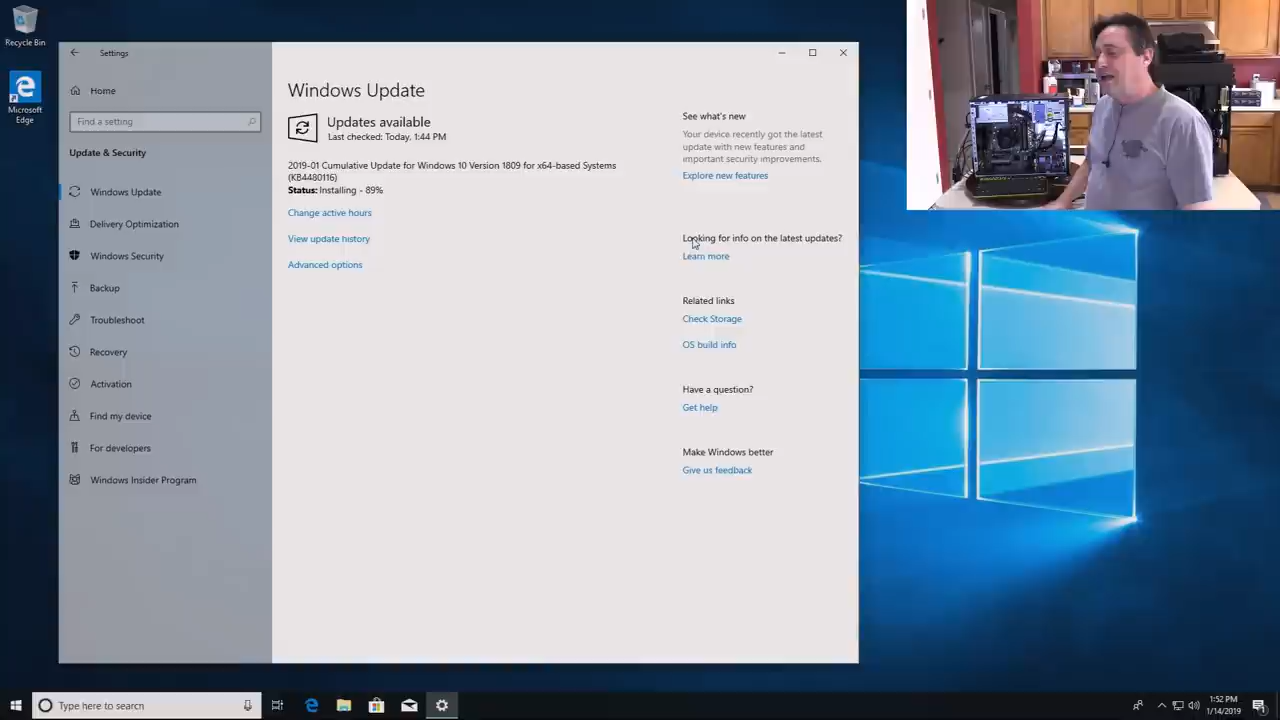 Recycle Bin
Microsoft
Edge
Settings
Home
Find a setting
Update & Security
Windows Update
Delivery Optimization
Windows Security
Backup
Troubleshoot
Recovery
Activation
Find my device
For developers
Windows Insider Program
Windows Update
Updates available
Last checked: Today, 1:44 PM
2019-01 Cumulative Update for Windows 10 Version 1809 for x64-based Systems
(KB4480116)
Status: Installing - 89%
Change active hours
View update history
Advanced options
See what's new
Your device recently got the latest
update with new features and
important security improvements.
Explore new features
Looking for info on the latest updates?
Learn more
Related links
Check Storage
OS build info
Have a question?
Get help
Make Windows better
Give us feedback
Type here to search
1:52 PM
1/14/2019